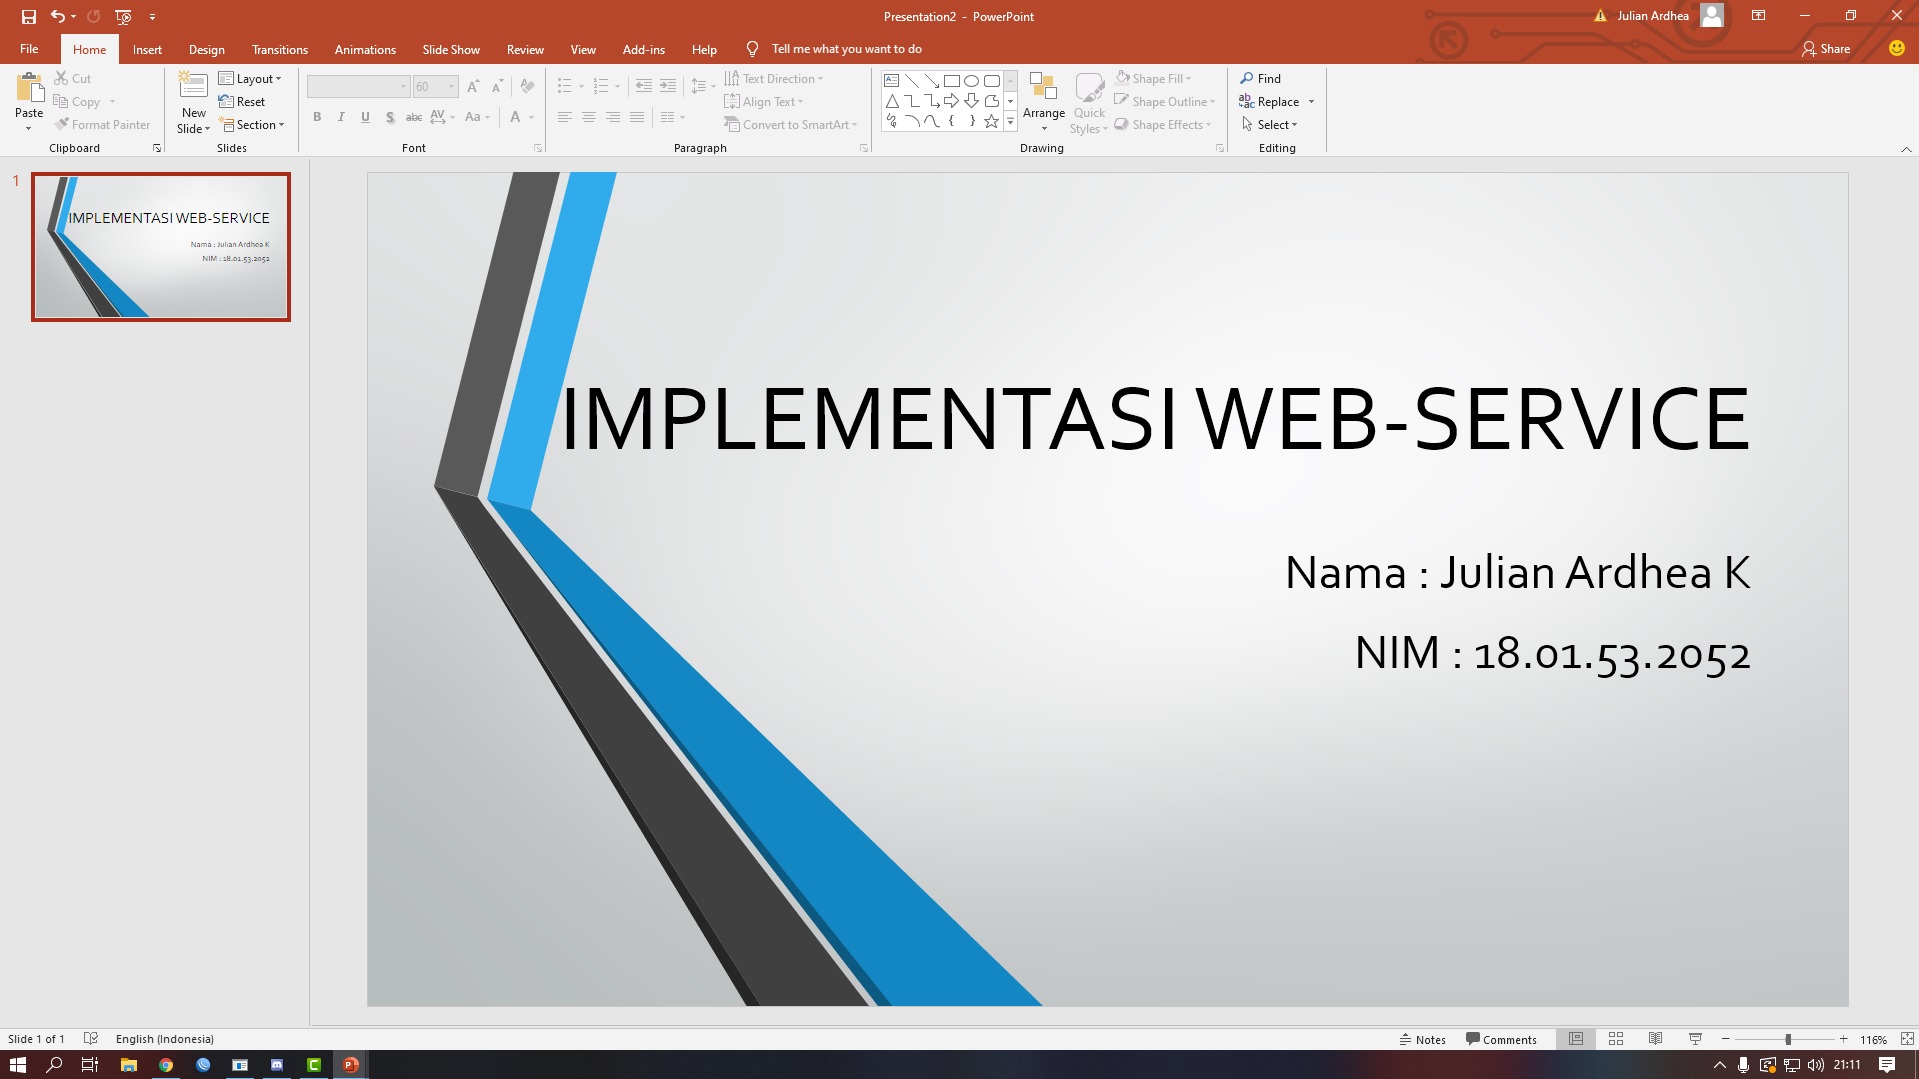 Presentation2 - PowerPoint
Julian Ardhea
File Home Insert Design Transitions Animations Slide Show Review View Add-ins Help Tell me what you want to do
Share
Paste
Cut
Copy
Format Painter
Clipboard
New Slide
Layout
Reset
Section
Slides
60
B I U S abc AV Aa A
Font
Text Direction
Align Text
Convert to SmartArt
Paragraph
Arrange
Quick Styles
Shape Fill
Shape Outline
Shape Effects
Drawing
Find
Replace
Select
Editing
1
IMPLEMENTASI WEB-SERVICE
Nama : Julian Ardhea K
NIM : 18.01.53.2052
IMPLEMENTASI WEB-SERVICE
Nama : Julian Ardhea K
NIM : 18.01.53.2052
Slide 1 of 1
English (Indonesia)
Notes
Comments
116%
21:11